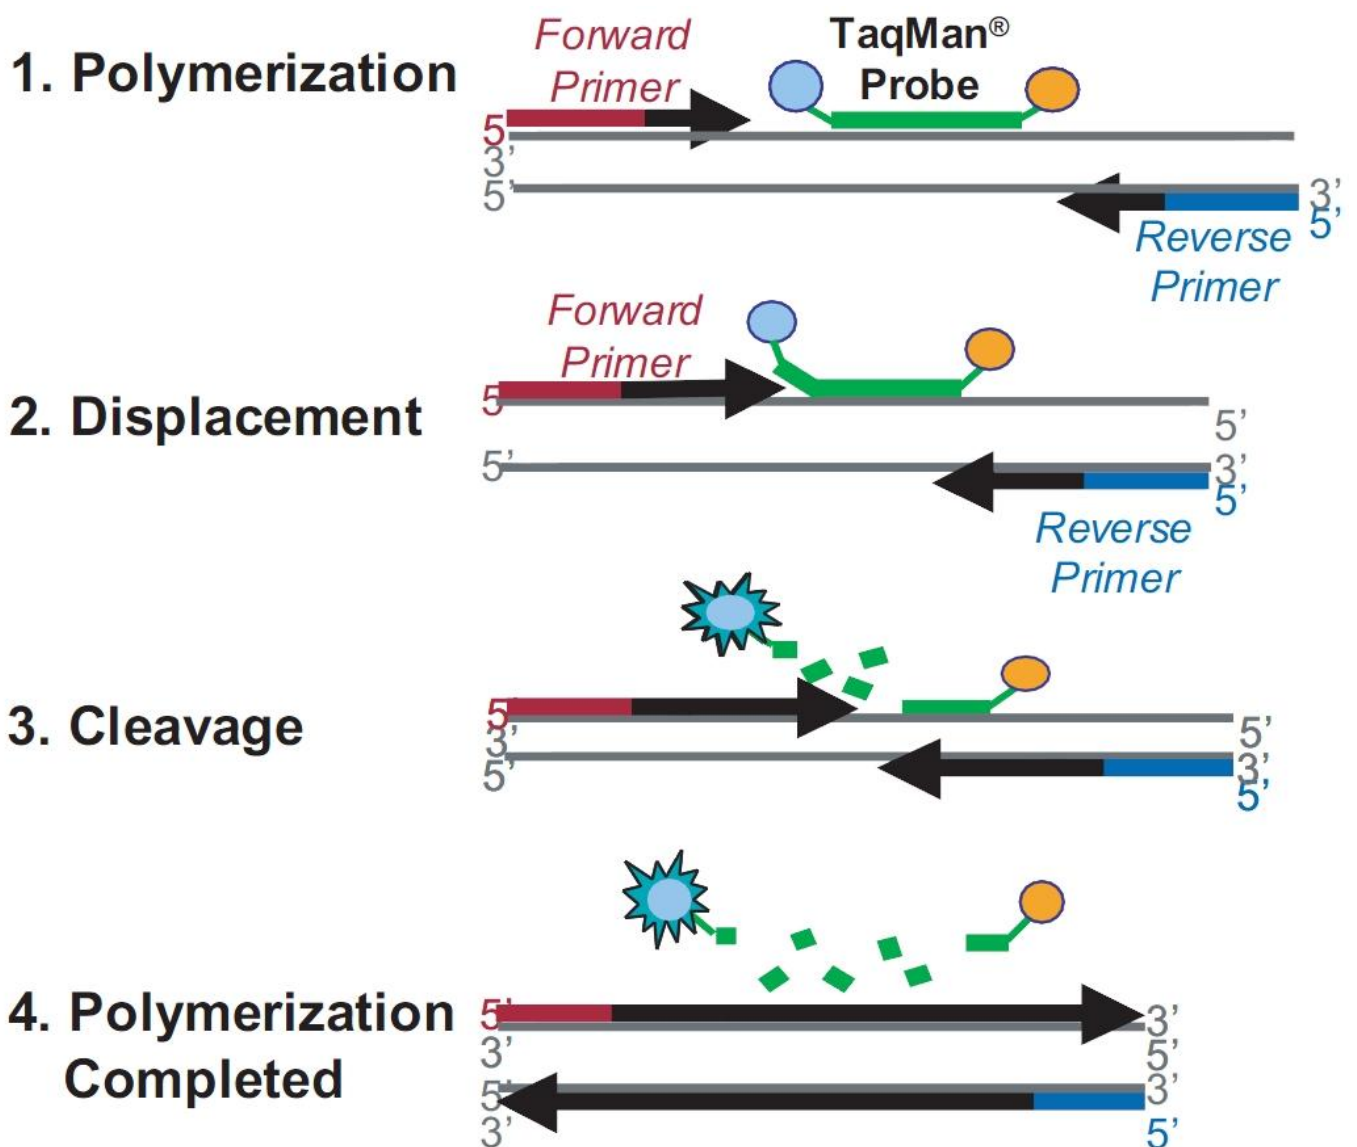 1. Polymerization
Forward
Primer
TaqMan®
Probe
5
3’
5’
3’
5’
Reverse
Primer
2. Displacement
Forward
Primer
5
5’
5’
3’
5’
Reverse
Primer
3. Cleavage
5’
3’
5’
5’
3’
5’
4. Polymerization
Completed
5’
3’
3’
5’
5
3’
3’
5’